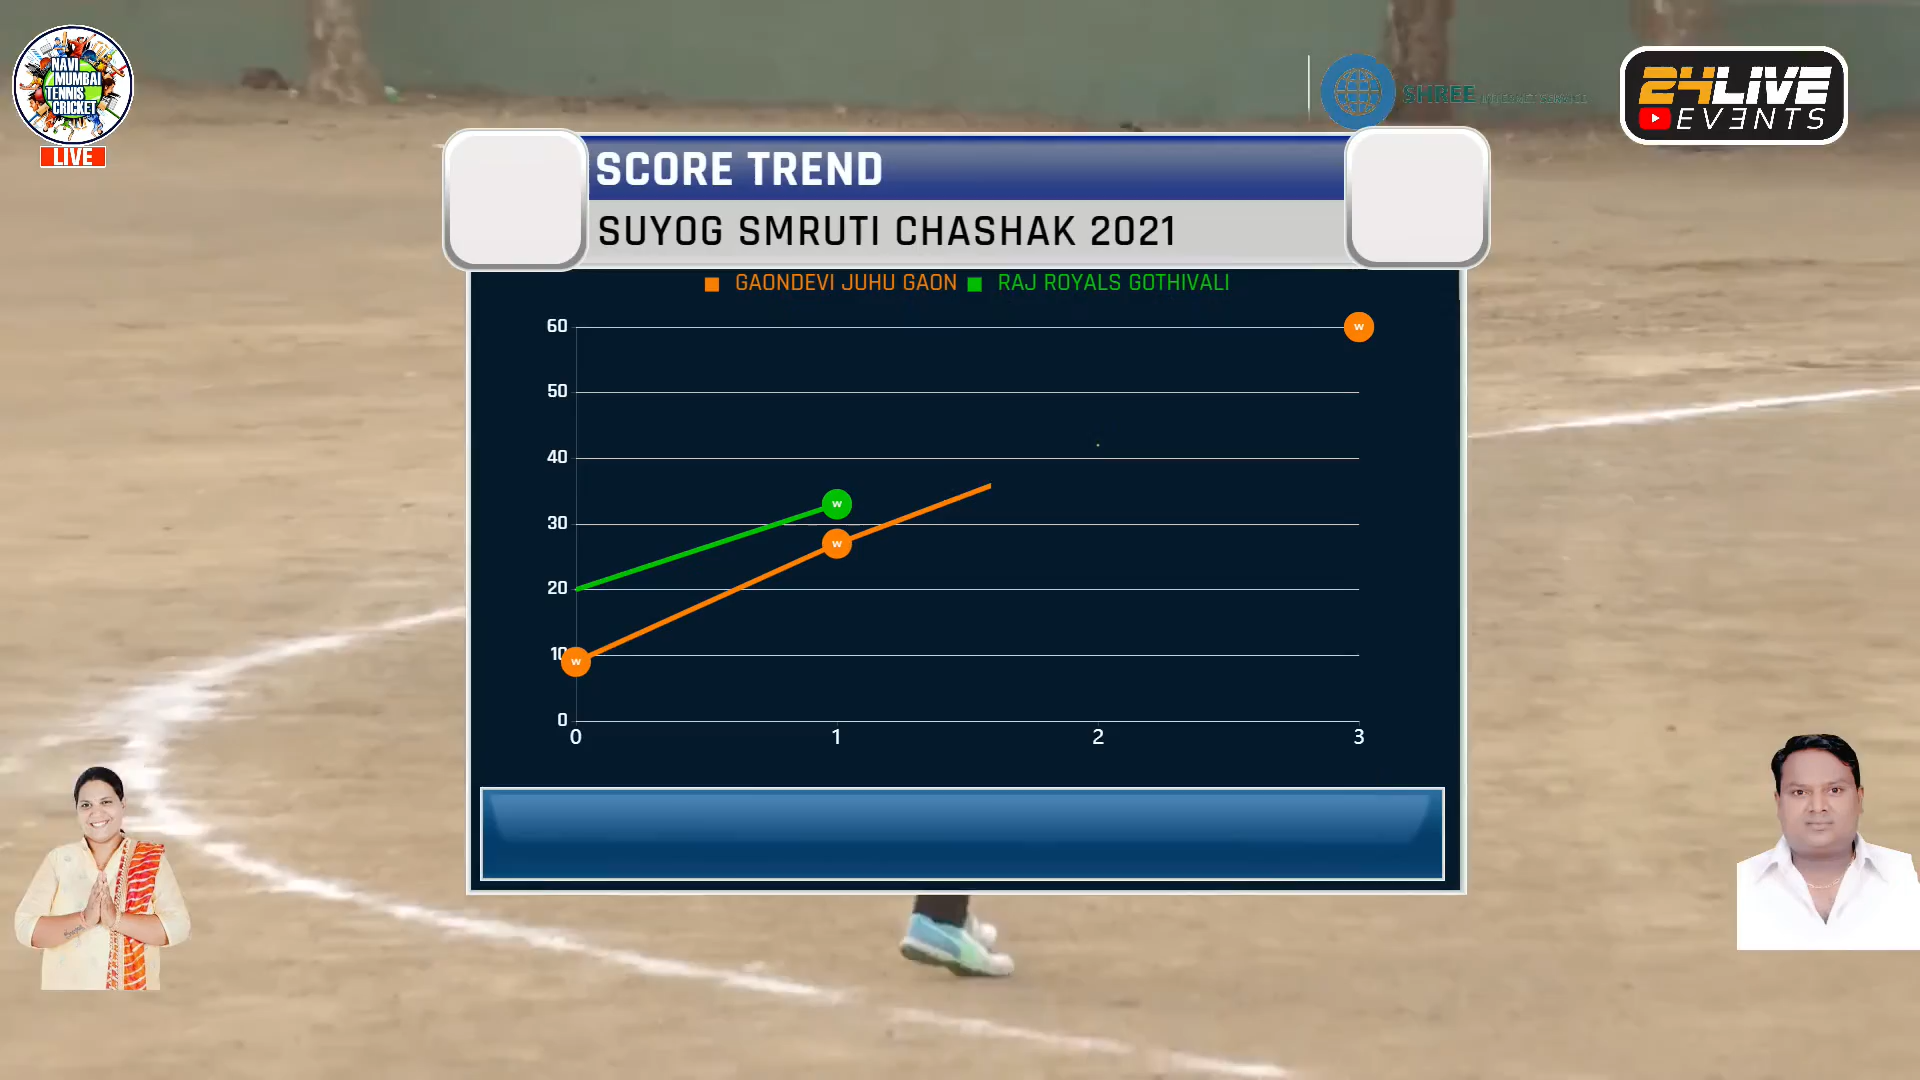 NAVI
MUMBAI
TENNIS
CRICKET
LIVE
SHREE
24LIVE
EVENTS
SCORE TREND
SUYOG SMRUTI CHASHAK 2021
GAONDEVI JUHU GAON RAJ ROYALS GOTHIVALI
60
W
50
40
30
W
W
20
10
W
0
0 1 2 3